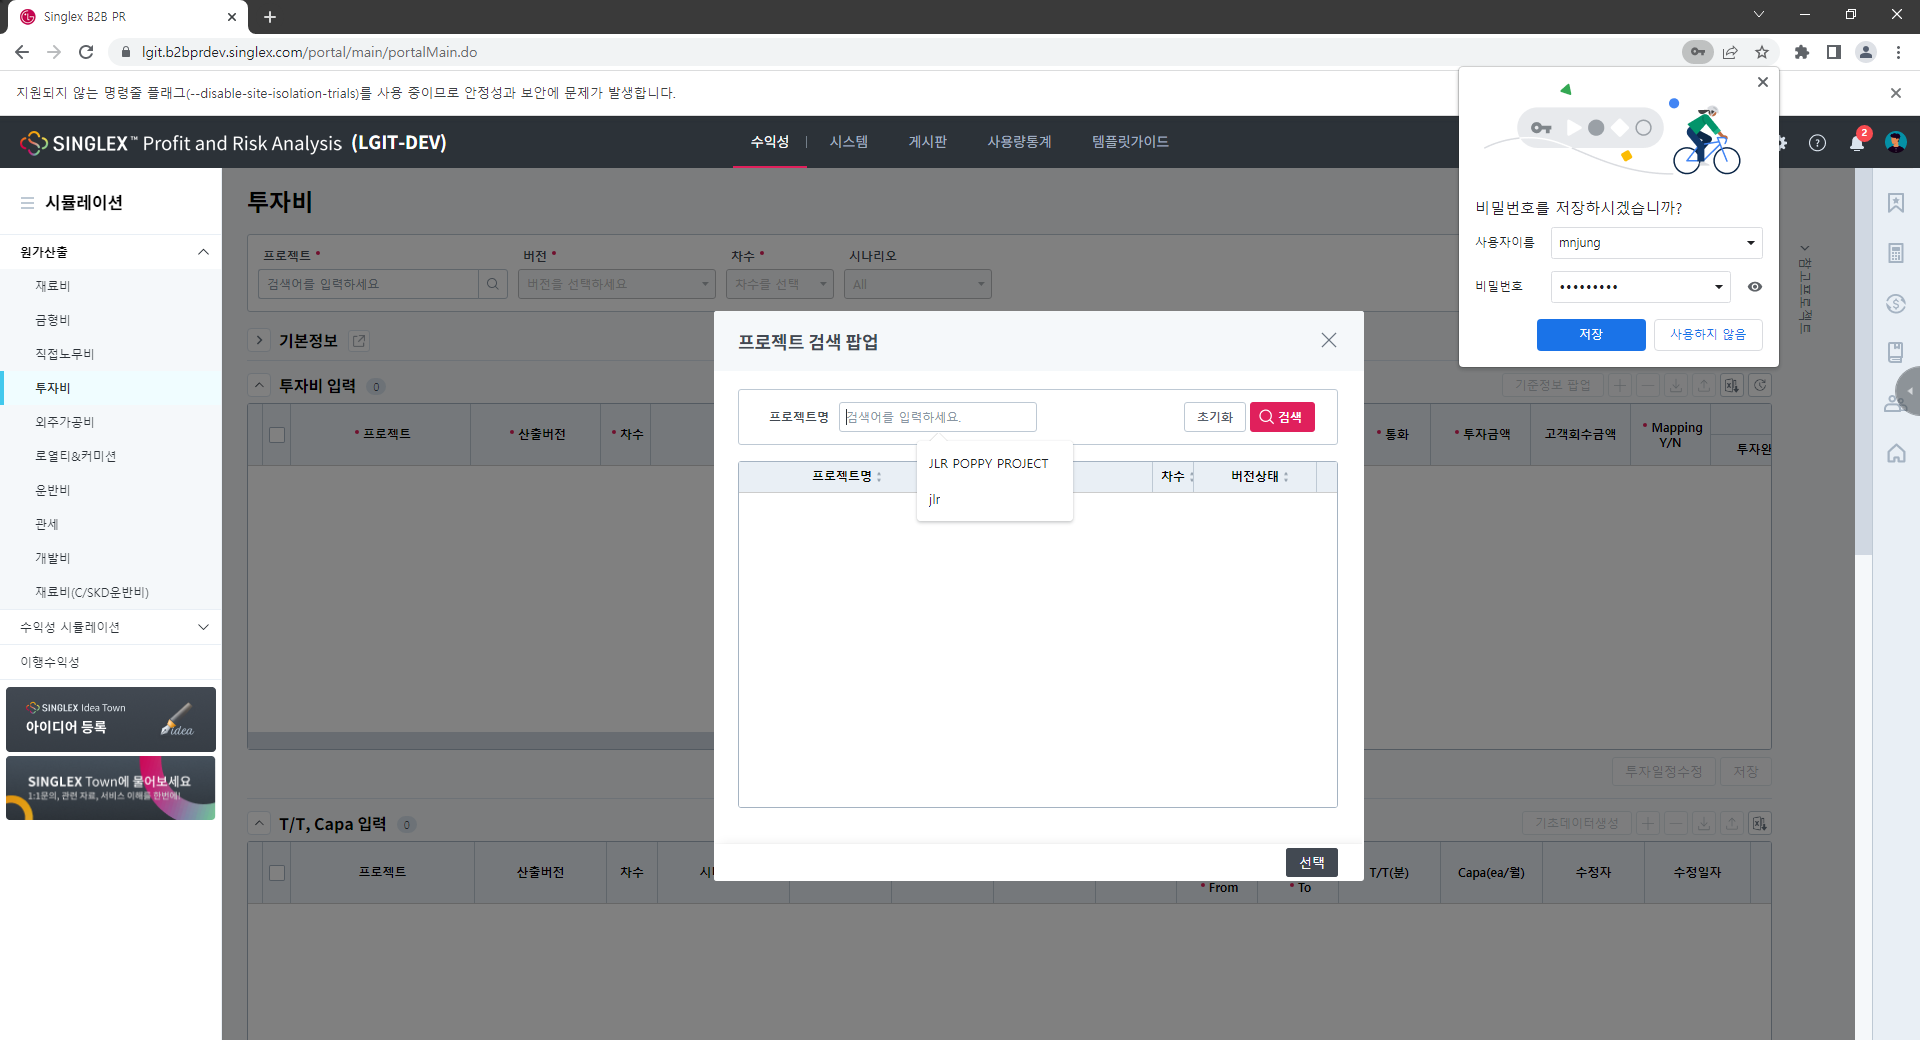 Singlex B2B PR
lgit.b2bprdev.singlex.com/portal/main/portalMain.do
지원되지 않는 명령줄 플래그(--disable-site-isolation-trials)를 사용 중이므로 안정성과 보안에 문제가 발생합니다.
SINGLEX™ Profit and Risk Analysis (LGIT-DEV)
수익성
시스템
게시판
사용량통계
템플릿가이드
2
비밀번호를 저장하시겠습니까?
사용자이름 mnjung
비밀번호 •••••••••
저장 사용하지 않음
시뮬레이션
원가산출
재료비
금형비
직접노무비
투자비
외주가공비
로열티&커미션
운반비
관세
개발비
재료비(C/SKD운반비)
수익성 시뮬레이션
이행수익성
SINGLEX Idea Town
아이디어 등록
idea
SINGLEX Town에 물어보세요
1:1문의, 관련 자료, 서비스 이해를 한번에!
투자비
프로젝트 * 버전 * 차수 * 시나리오
검색어를 입력하세요 버전을 선택하세요 차수를 선택 All
참고프로젝트
기본정보
투자비 입력 0
기준정보 팝업
* 프로젝트 * 산출버전 * 차수 * 통화 * 투자금액 고객회수금액 * Mapping Y/N 투자완
투자일정수정 저장
T/T, Capa 입력 0
기초데이터생성
프로젝트 산출버전 차수 시나 * From * To T/T(분) Capa(ea/월) 수정자 수정일자
프로젝트 검색 팝업
프로젝트명 검색어를 입력하세요. 초기화 검색
JLR POPPY PROJECT
jlr
프로젝트명 차수 버전상태
선택